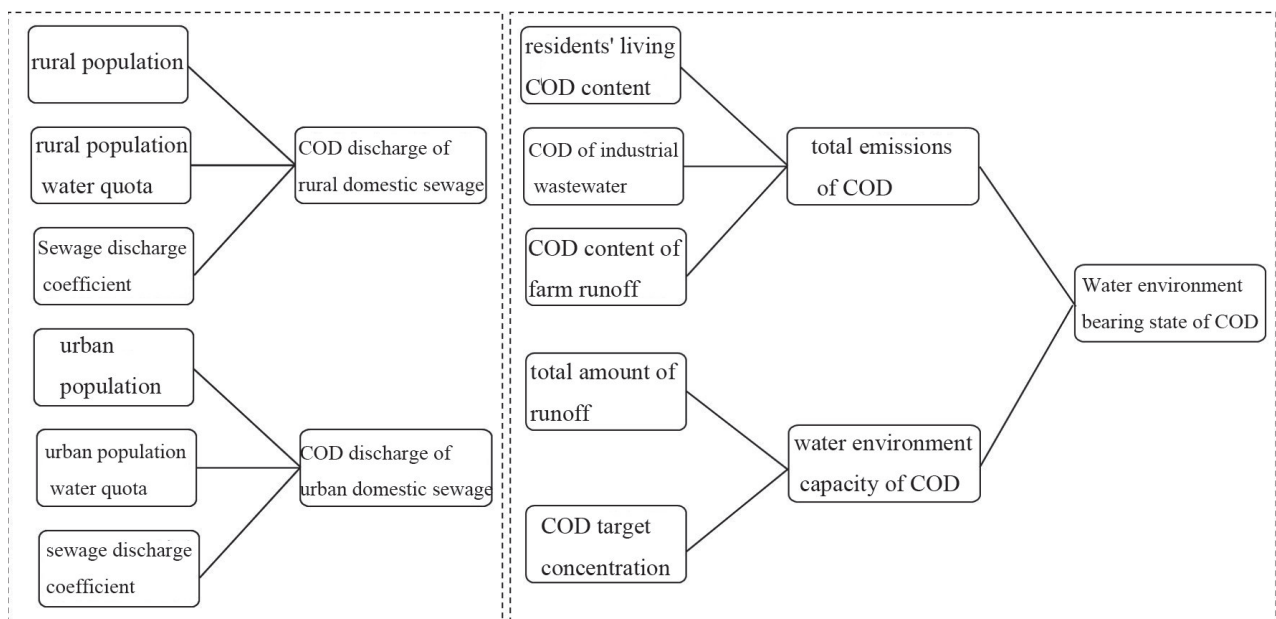 rural population
rural population
water quota
Sewage discharge
coefficient
COD discharge of
rural domestic sewage
urban
population
urban population
water quota
sewage discharge
coefficient
COD discharge of
urban domestic sewage
residents' living
COD content
COD of industrial
wastewater
COD content of
farm runoff
total emissions
of COD
total amount of
runoff
COD target
concentration
water environment
capacity of COD
Water environment
bearing state of COD